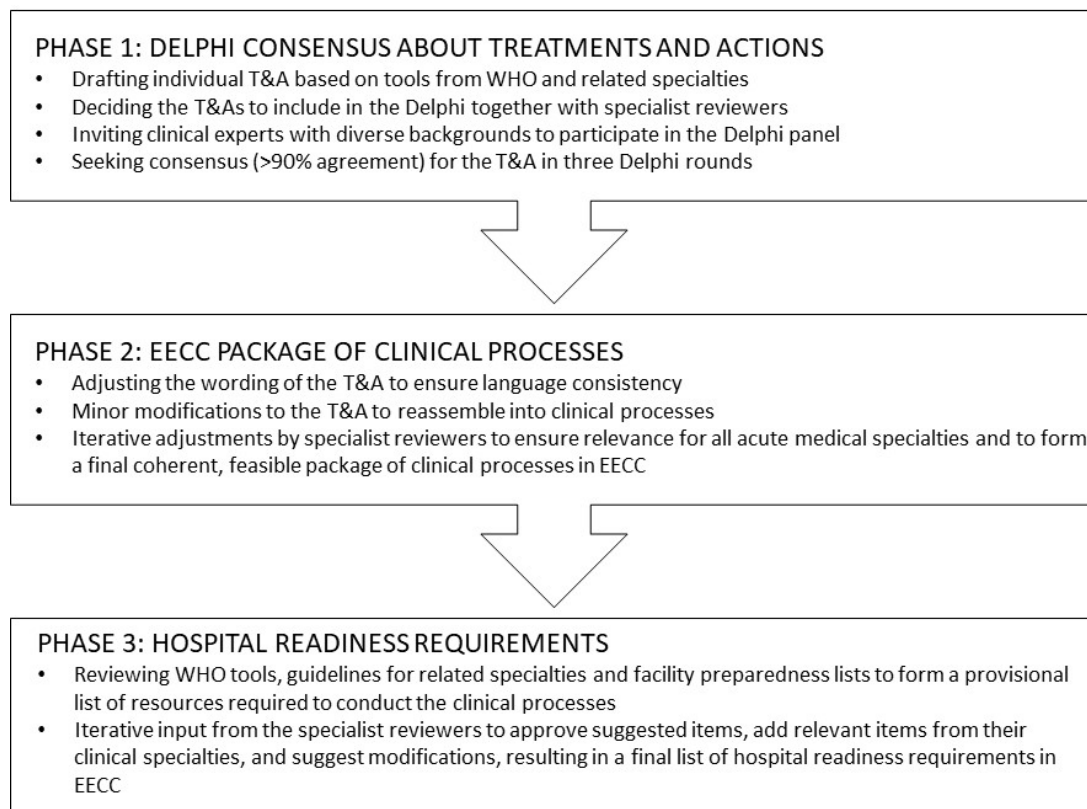 PHASE 1: DELPHI CONSENSUS ABOUT TREATMENTS AND ACTIONS
• Drafting individual T&A based on tools from WHO and related specialties
• Deciding the T&As to include in the Delphi together with specialist reviewers
• Inviting clinical experts with diverse backgrounds to participate in the Delphi panel
• Seeking consensus (>90% agreement) for the T&A in three Delphi rounds
PHASE 2: EECC PACKAGE OF CLINICAL PROCESSES
• Adjusting the wording of the T&A to ensure language consistency
• Minor modifications to the T&A to reassemble into clinical processes
• Iterative adjustments by specialist reviewers to ensure relevance for all acute medical specialties and to form
a final coherent, feasible package of clinical processes in EECC
PHASE 3: HOSPITAL READINESS REQUIREMENTS
• Reviewing WHO tools, guidelines for related specialties and facility preparedness lists to form a provisional
list of resources required to conduct the clinical processes
• Iterative input from the specialist reviewers to approve suggested items, add relevant items from their
clinical specialties, and suggest modifications, resulting in a final list of hospital readiness requirements in
EECC